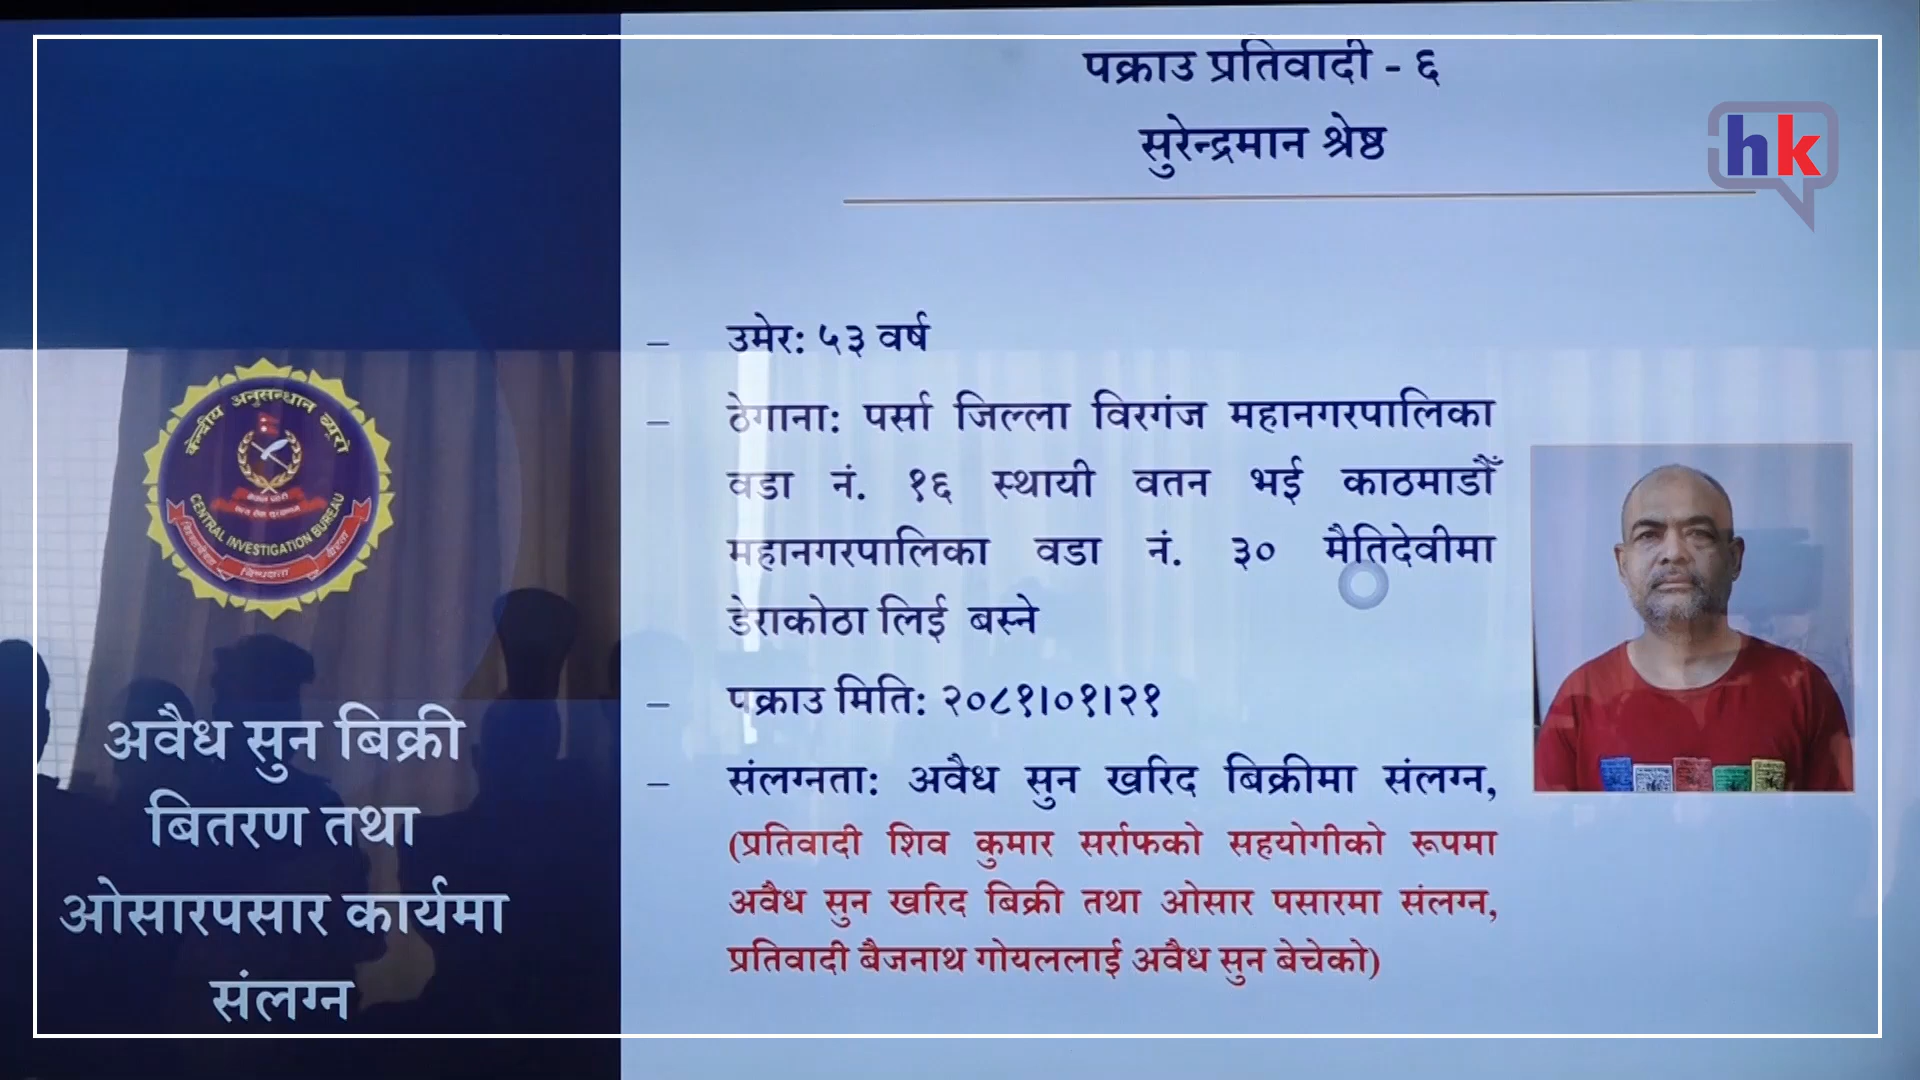 पक्राउ प्रतिवादी - ६
सुरेन्द्रमान श्रेष्ठ
hk
– उमेर: ५३ वर्ष
– ठेगाना: पर्सा जिल्ला विरगंज महानगरपालिका
वडा नं. १६ स्थायी वतन भई काठमाडौँ
महानगरपालिका वडा नं. ३० मैतिदेवीमा
डेराकोठा लिई बस्ने
– पक्राउ मिति: २०८१।०१।२१
– संलग्नता: अवैध सुन खरिद बिक्रीमा संलग्न,
(प्रतिवादी शिव कुमार सर्राफको सहयोगीको रूपमा
अवैध सुन खरिद बिक्री तथा ओसार पसारमा संलग्न,
प्रतिवादी बैजनाथ गोयललाई अवैध सुन बेचेको)
केन्द्रीय अनुसन्धान ब्यूरो
CENTRAL INVESTIGATION BUREAU
अवैध सुन बिक्री
बितरण तथा
ओसारपसार कार्यमा
संलग्न